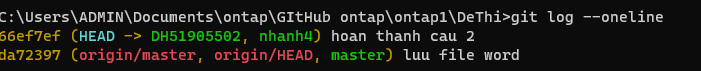 C:\Users\ADMIN\Documents\ontap\GItHub ontap\ontap1\DeThi>git log --oneline
66ef7ef (HEAD -> DH51905502, nhanh4) hoan thanh cau 2
da72397 (origin/master, origin/HEAD, master) luu file word